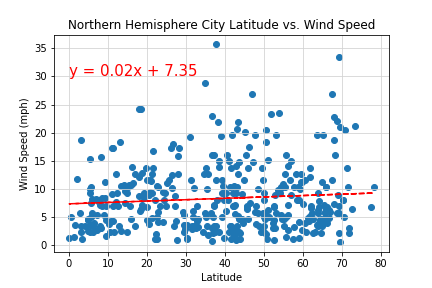 Northern Hemisphere City Latitude vs. Wind Speed
y = 0.02x + 7.35
Wind Speed (mph)
35
30
25
20
15
10
5
0
0 10 20 30 40 50 60 70 80
Latitude